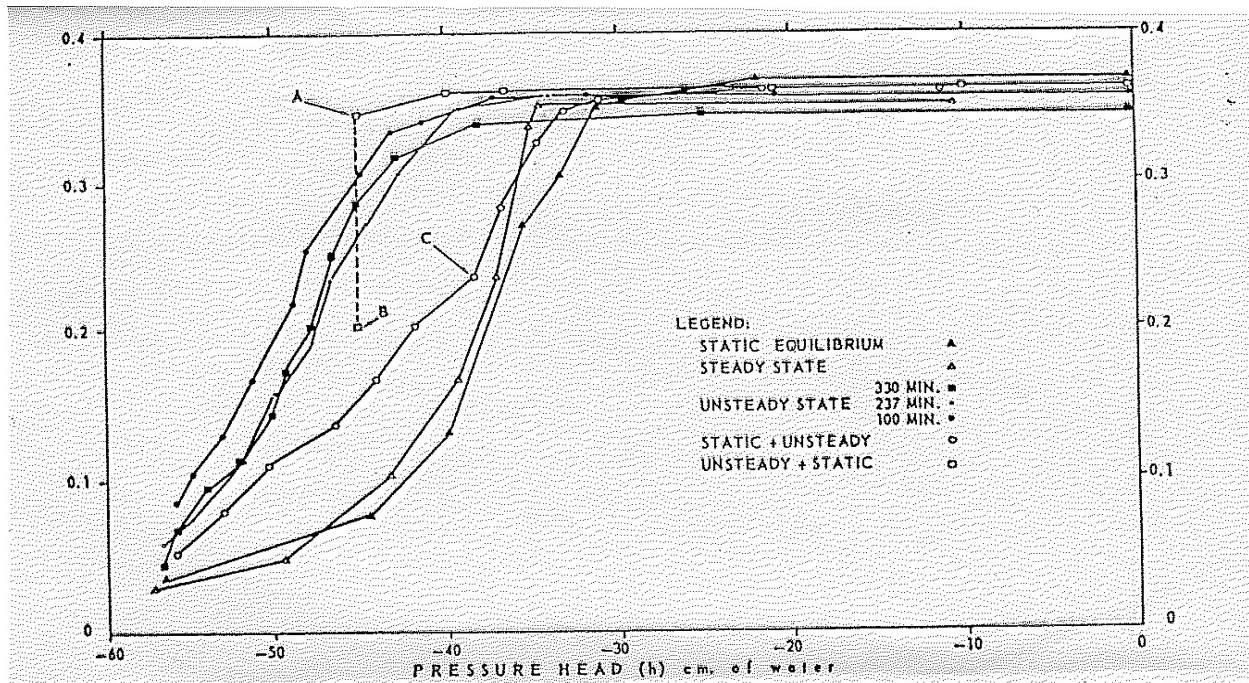 0.4
0.4
A
0.3
0.3
C
B
0.2
0.2
LEGEND:
STATIC EQUILIBRIUM
STEADY STATE
330 MIN.
UNSTEADY STATE 237 MIN.
100 MIN.
STATIC + UNSTEADY
UNSTEADY + STATIC
0.1
0.1
0
0
-60
-50
-40
-30
-20
-10
0
PRESSURE HEAD (h) cm. of water